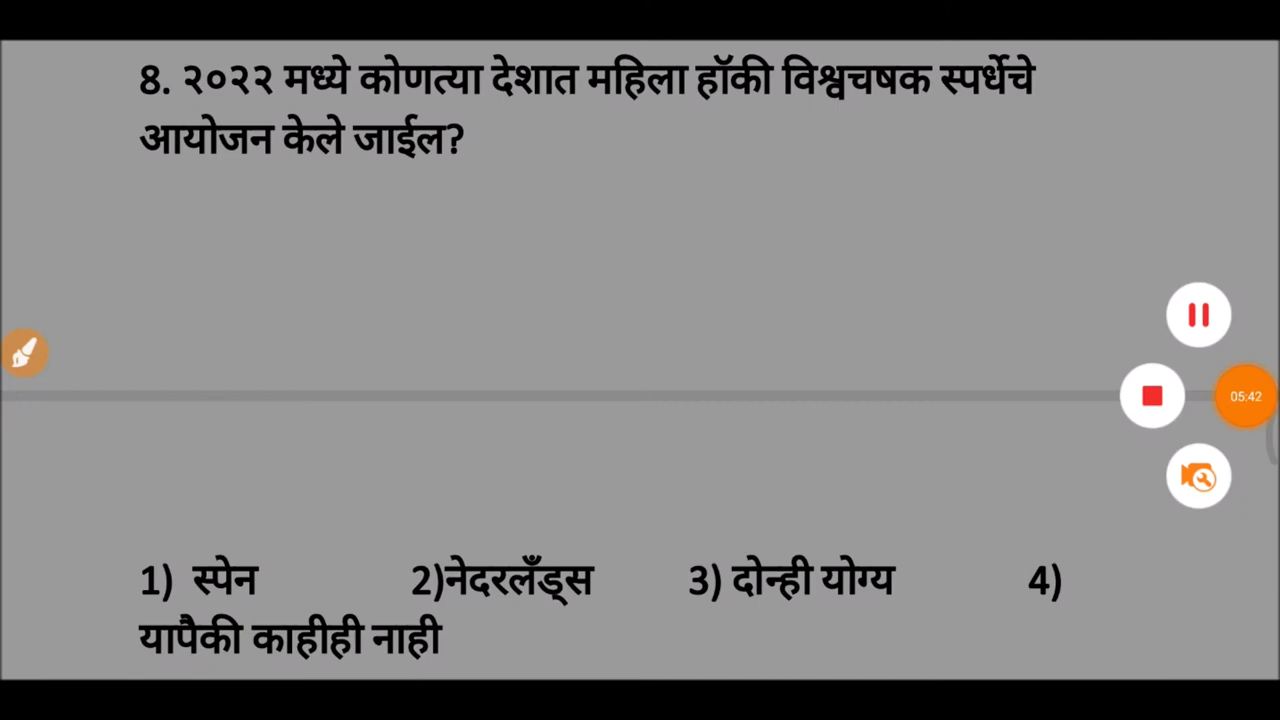 8. २०२२ मध्ये कोणत्या देशात महिला हॉकी विश्वचषक स्पर्धेचे
आयोजन केले जाईल?
05:42
1) स्पेन 2)नेदरलँड्स 3) दोन्ही योग्य 4)
यापैकी काहीही नाही